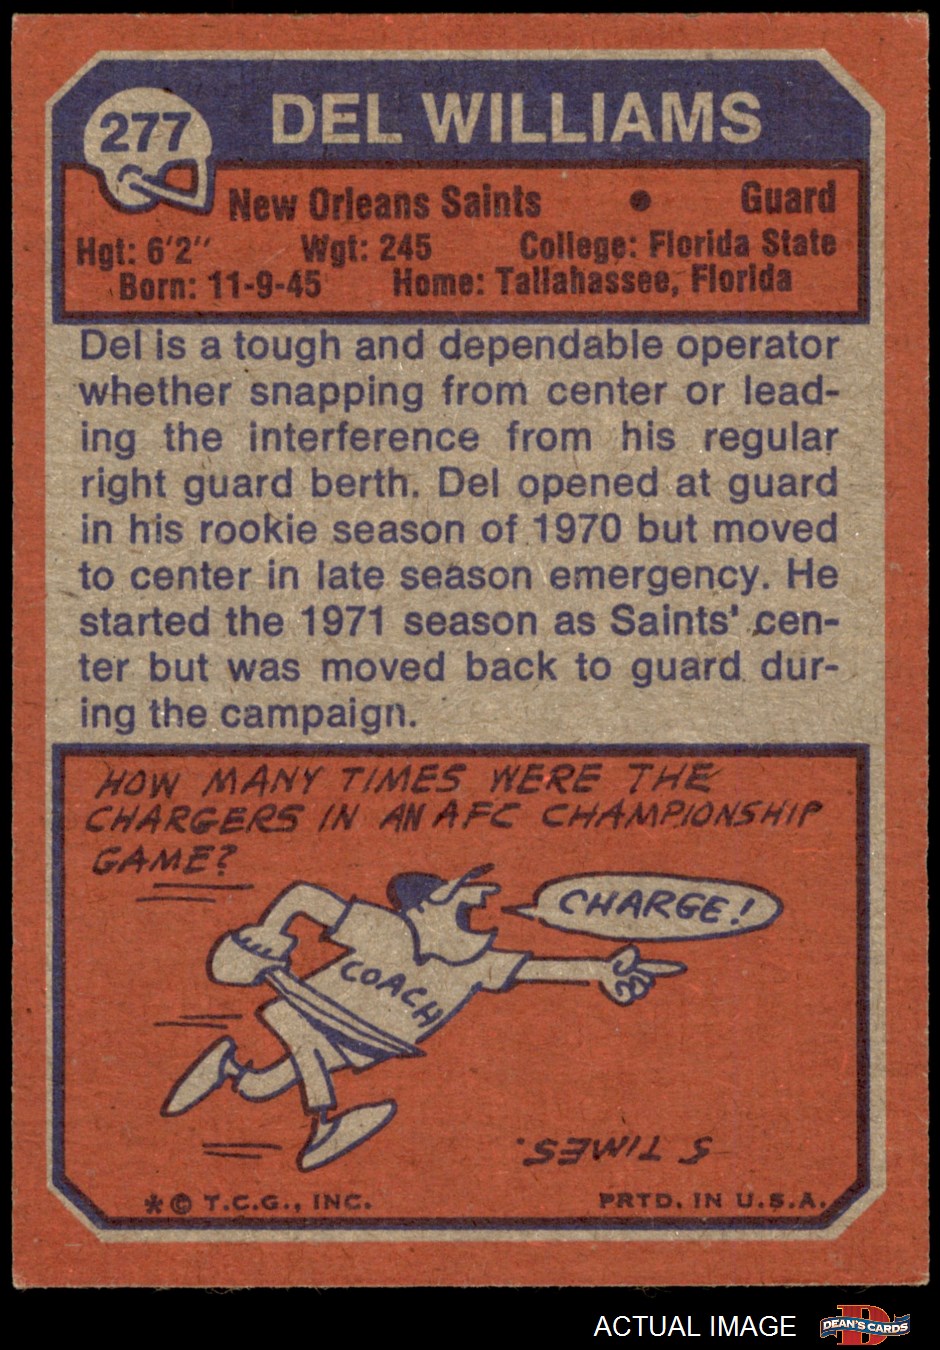 277
DEL WILLIAMS
New Orleans Saints • Guard
Hgt: 6'2" Wgt: 245 College: Florida State
Born: 11-9-45 Home: Tallahassee, Florida
Del is a tough and dependable operator
whether snapping from center or lead-
ing the interference from his regular
right guard berth. Del opened at guard
in his rookie season of 1970 but moved
to center in late season emergency. He
started the 1971 season as Saints' cen-
ter but was moved back to guard dur-
ing the campaign.
HOW MANY TIMES WERE THE
CHARGERS IN AN AFC CHAMPIONSHIP
GAME?
CHARGE!
COACH
5 TIMES.
* © T.C.G., INC. PRTD. IN U.S.A.
ACTUAL IMAGE
D
DEAN'S CARDS